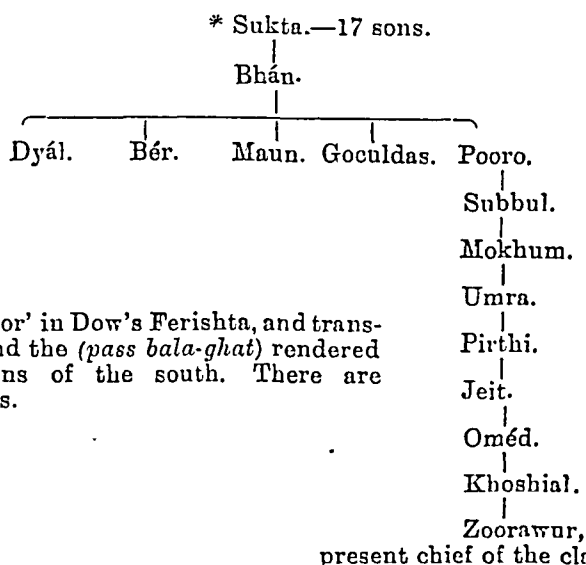 * Sukta.—17 sons.
Bhán.
Dyál. Bér. Maun. Goculdas. Pooro.
Subbul.
Mokhum.
Umra.
or' in Dow's Ferishta, and trans-
nd the (pass bala-ghat) rendered
ns of the south. There are
s.
Pirthi.
Jeit.
Oméd.
Khoshial.
Zoorawur,
present chief of the cla